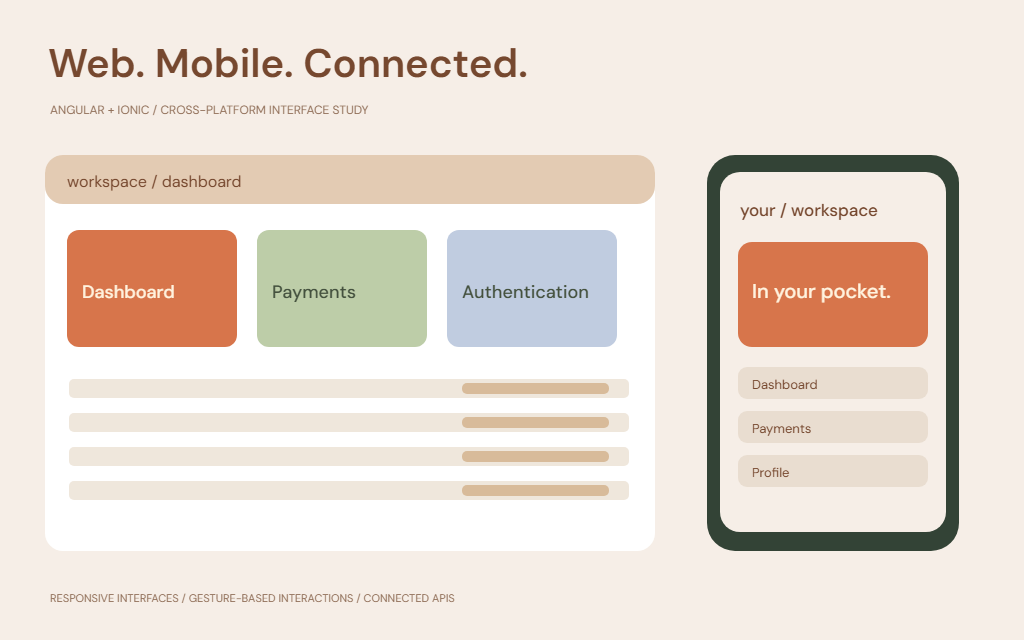 Web. Mobile. Connected.
ANGULAR + IONIC / CROSS-PLATFORM INTERFACE STUDY
workspace / dashboard
Dashboard
Payments
Authentication
your / workspace
In your pocket.
Dashboard
Payments
Profile
RESPONSIVE INTERFACES / GESTURE-BASED INTERACTIONS / CONNECTED APIS